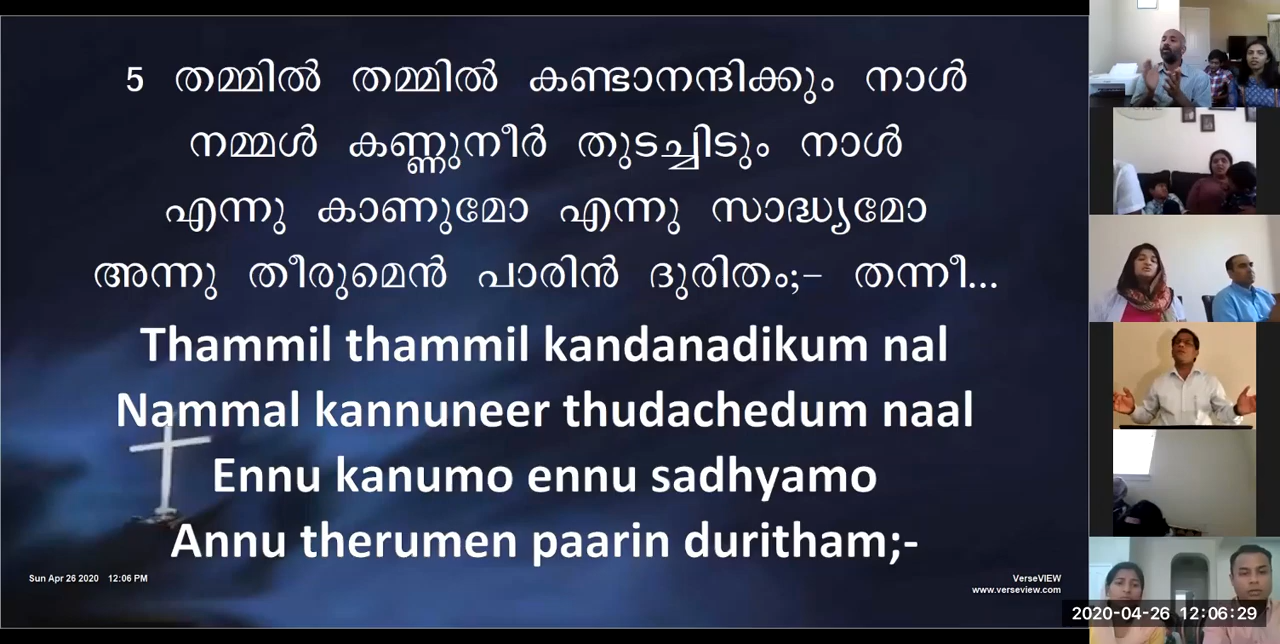 5 തമ്മിൽ തമ്മിൽ കണ്ടാനന്ദിക്കും നാൾ
നമ്മൾ കണ്ണുനീർ തുടച്ചിടും നാൾ
എന്നു കാണുമോ എന്നു സാദ്ധ്യമോ
അന്നു തീരുമെൻ പാരിൻ ദുരിതം;– തന്നീ...
Thammil thammil kandanadikum nal
Nammal kannuneer thudachedum naal
Ennu kanumo ennu sadhyamo
Annu therumen paarin duritham;-
Sun Apr 26 2020 12:06 PM
VerseVIEW
www.verseview.com
2020-04-26 12:06:29